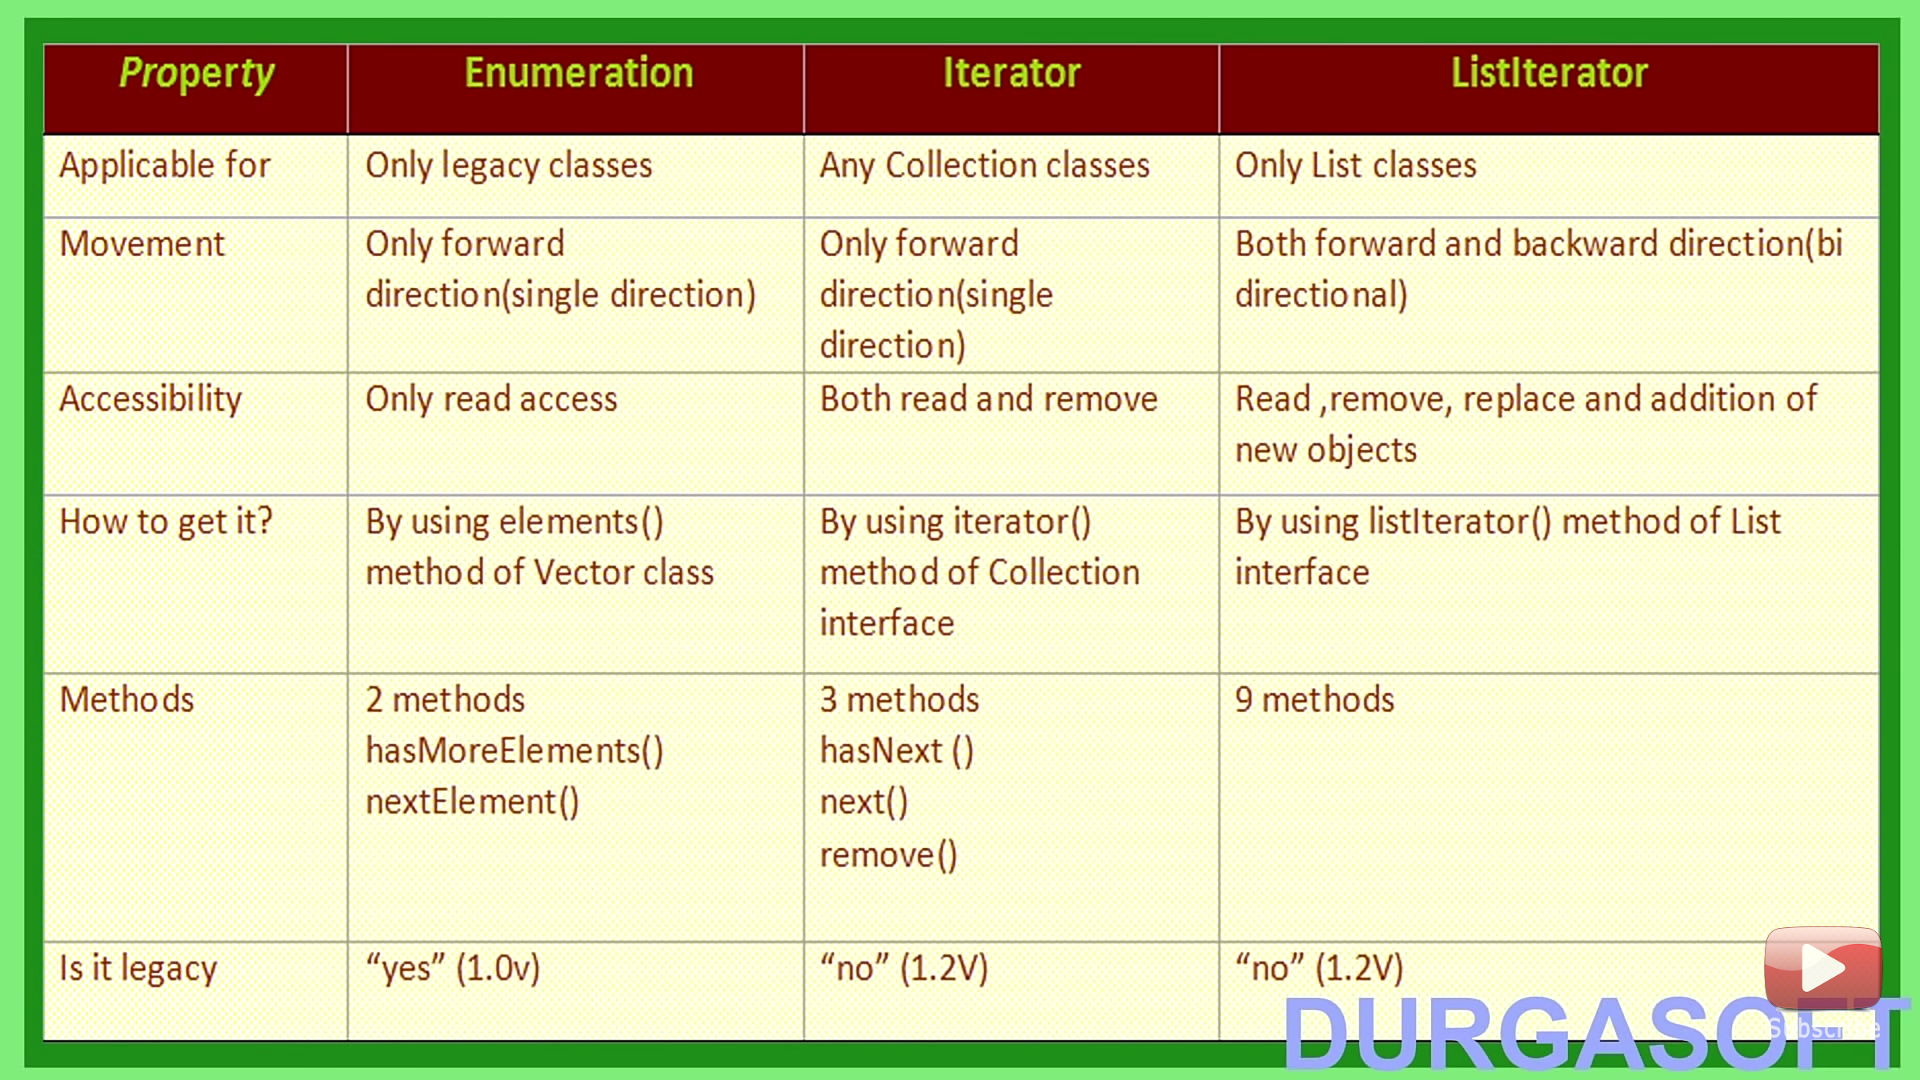 Property Enumeration Iterator ListIterator
Applicable for Only legacy classes Any Collection classes Only List classes
Movement Only forward Only forward Both forward and backward direction(bi
direction(single direction) direction(single directional)
direction)
Accessibility Only read access Both read and remove Read ,remove, replace and addition of
new objects
How to get it? By using elements() By using iterator() By using listIterator() method of List
method of Vector class method of Collection interface
interface
Methods 2 methods 3 methods 9 methods
hasMoreElements() hasNext ()
nextElement() next()
remove()
Is it legacy “yes” (1.0v) “no” (1.2V) “no” (1.2V)
DURGASOFT
Subscribe